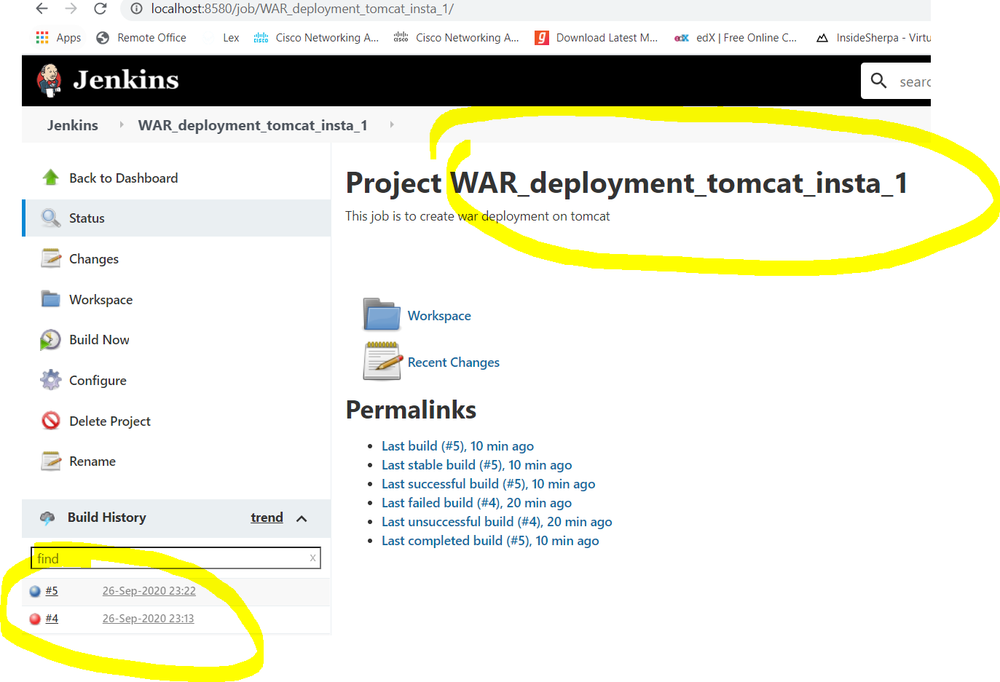 localhost:8580/job/WAR_deployment_tomcat_insta_1/
Apps Remote Office Lex cisco Cisco Networking A... cisco Cisco Networking A... g Download Latest M... edX edX | Free Online C... InsideSherpa - Virtu
Jenkins searc
Jenkins WAR_deployment_tomcat_insta_1
Back to Dashboard
Status
Changes
Workspace
Build Now
Configure
Delete Project
Rename
Build History trend
find x
#5 26-Sep-2020 23:22
#4 26-Sep-2020 23:13
Project WAR_deployment_tomcat_insta_1
This job is to create war deployment on tomcat
Workspace
Recent Changes
Permalinks
Last build (#5), 10 min ago
Last stable build (#5), 10 min ago
Last successful build (#5), 10 min ago
Last failed build (#4), 20 min ago
Last unsuccessful build (#4), 20 min ago
Last completed build (#5), 10 min ago